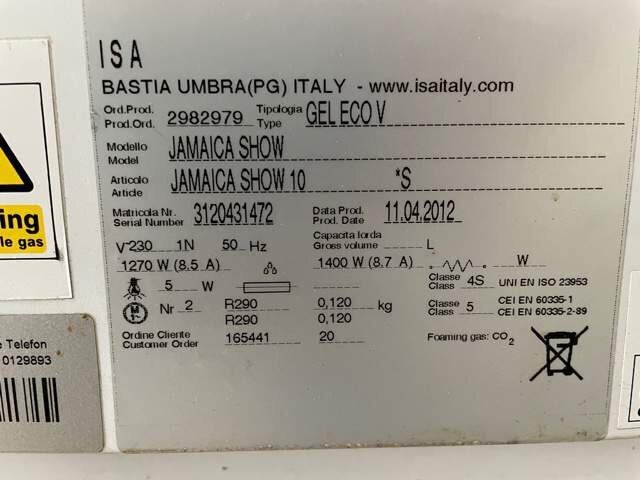 ISA
BASTIA UMBRA(PG) ITALY - www.isaitaly.com
Ord.Prod. Prod.Ord. 2982979 Tipologia Type GEL ECO V
Modello Model JAMAICA SHOW
Articolo Article JAMAICA SHOW 10 *S
Matricola Nr. Serial Number 3120431472 Data Prod. Prod. Date 11.04.2012
V~230 1N 50 Hz Capacita lorda Gross volume L
1270 W (8.5 A) 1400 W (8.7 A) W
5 W Classe Class 4S UNI EN ISO 23953
Nr 2 R290 0,120 kg Classe Class 5 CEI EN 60335-1
R290 0,120 CEI EN 60335-2-89
Ordine Cliente Customer Order 165441 20 Foaming gas: CO2
ing
le gas
e Telefon
0129893